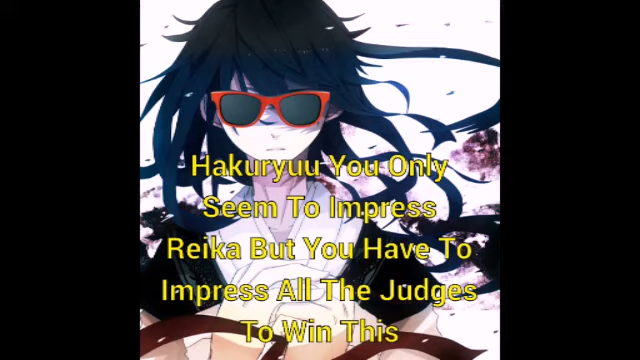 Hakuryuu You Only
Seem To Impress
Reika But You Have To
Impress All The Judges
To Win This